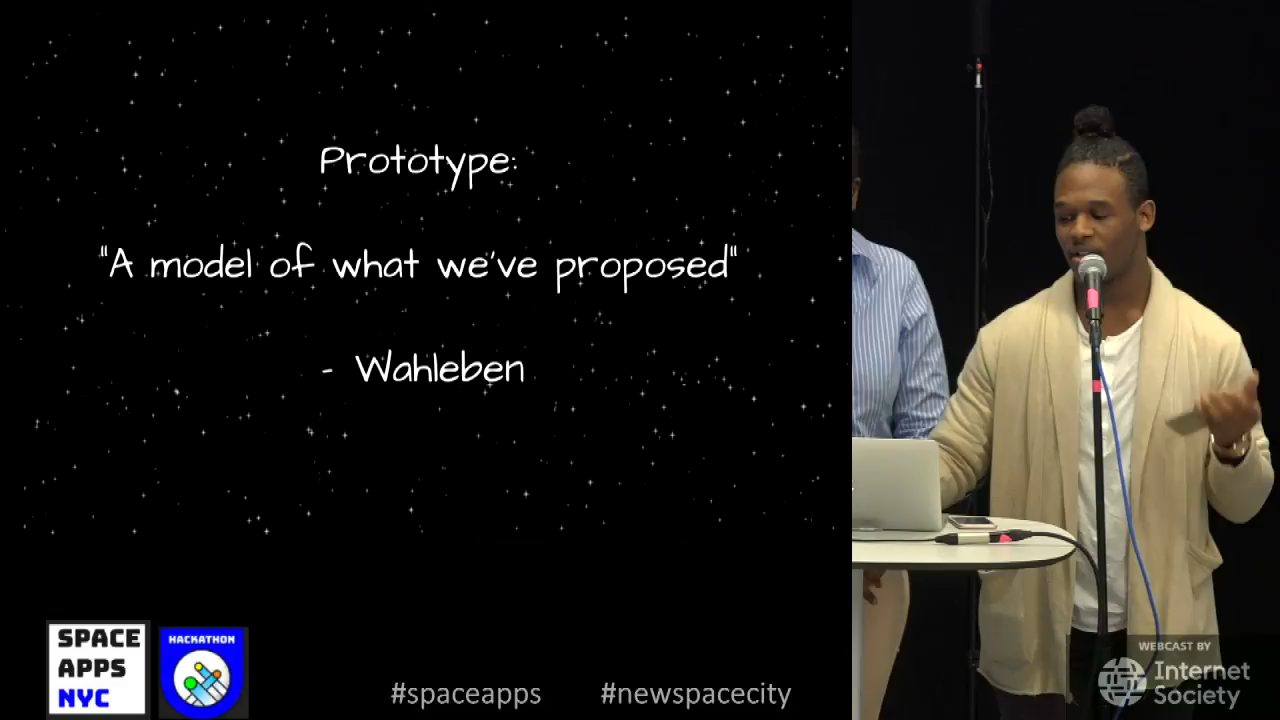 Prototype:
"A model of what we've proposed"
- Wahleben
SPACE
APPS
NYC
HACKATHON
#spaceapps
#newspacecity
WEBCAST BY
Internet
Society